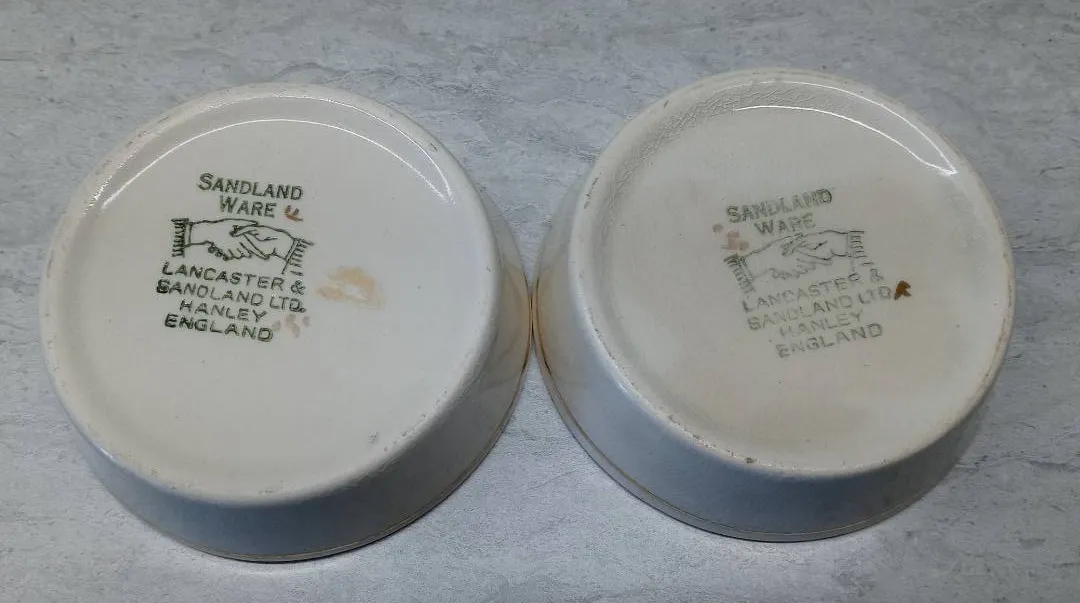 SANDLAND
WARE
LANCASTER &
SANDLAND LTD.
HANLEY
ENGLAND
SANDLAND
WARE
LANCASTER &
SANDLAND LTD.
HANLEY
ENGLAND